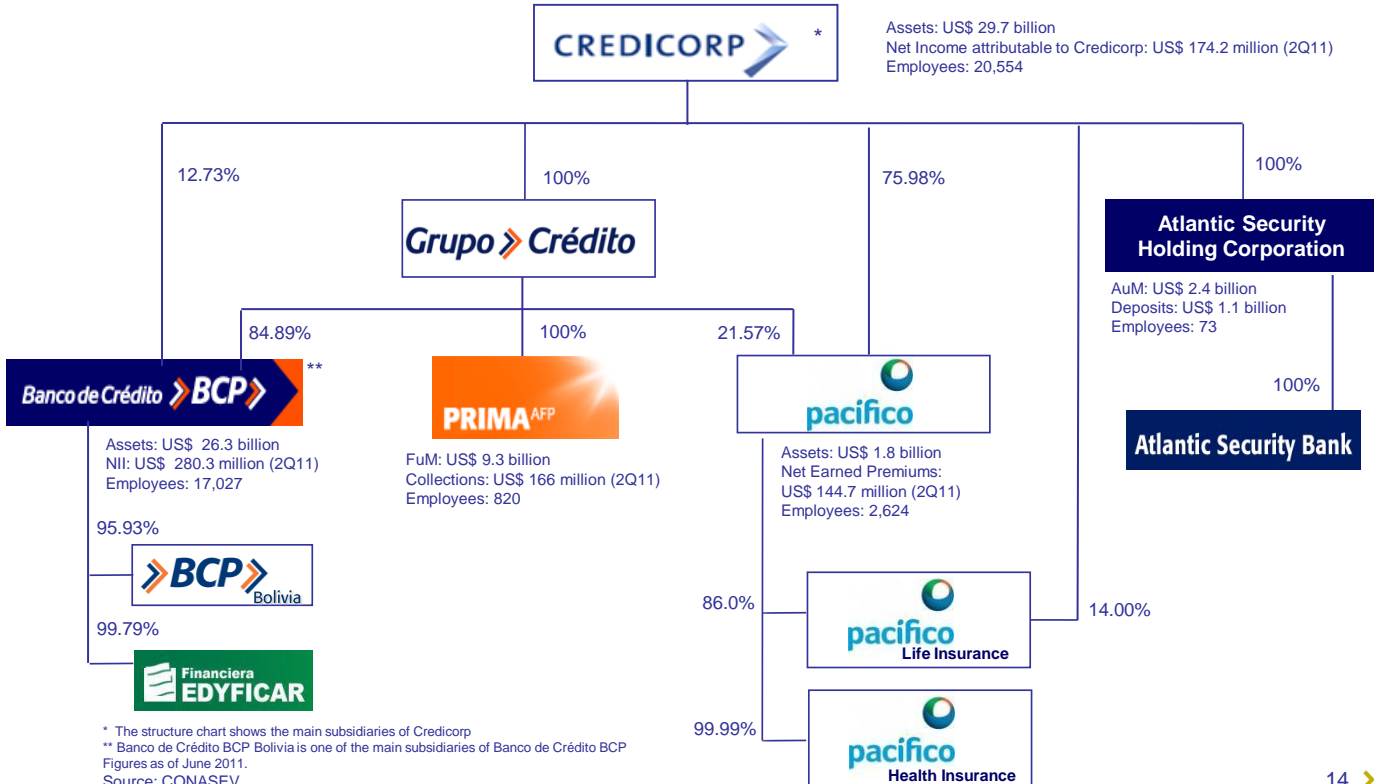 CREDICORP
*
Assets: US$ 29.7 billion
Net Income attributable to Credicorp: US$ 174.2 million (2Q11)
Employees: 20,554
12.73%
100%
75.98%
100%
Grupo Crédito
Atlantic Security
Holding Corporation
AuM: US$ 2.4 billion
Deposits: US$ 1.1 billion
Employees: 73
84.89%
100%
21.57%
Banco de Crédito BCP
**
PRIMA AFP
pacifico
100%
Atlantic Security Bank
Assets: US$ 26.3 billion
NII: US$ 280.3 million (2Q11)
Employees: 17,027
FuM: US$ 9.3 billion
Collections: US$ 166 million (2Q11)
Employees: 820
Assets: US$ 1.8 billion
Net Earned Premiums:
US$ 144.7 million (2Q11)
Employees: 2,624
95.93%
BCP
Bolivia
99.79%
Financiera
EDYFICAR
86.0%
pacifico
Life Insurance
14.00%
99.99%
pacifico
Health Insurance
* The structure chart shows the main subsidiaries of Credicorp
** Banco de Crédito BCP Bolivia is one of the main subsidiaries of Banco de Crédito BCP
Figures as of June 2011.
Source: CONASEV
14